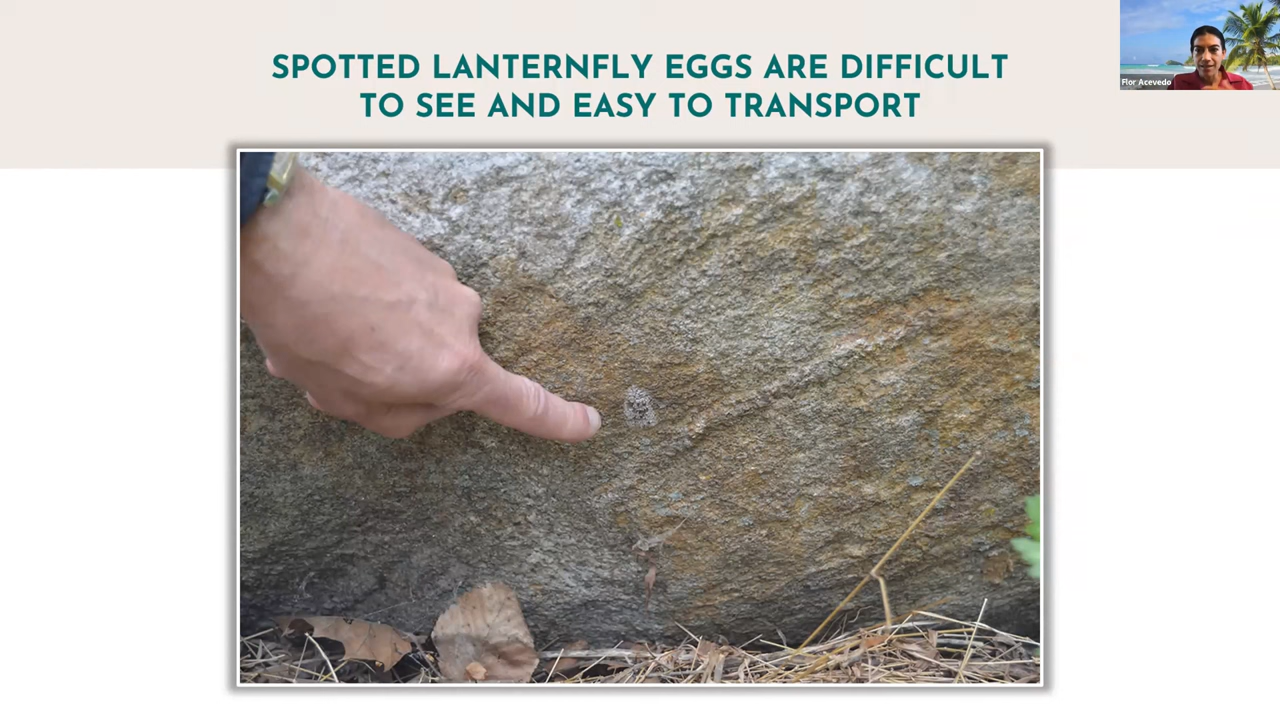 SPOTTED LANTERNFLY EGGS ARE DIFFICULT
TO SEE AND EASY TO TRANSPORT
Flor Acevedo